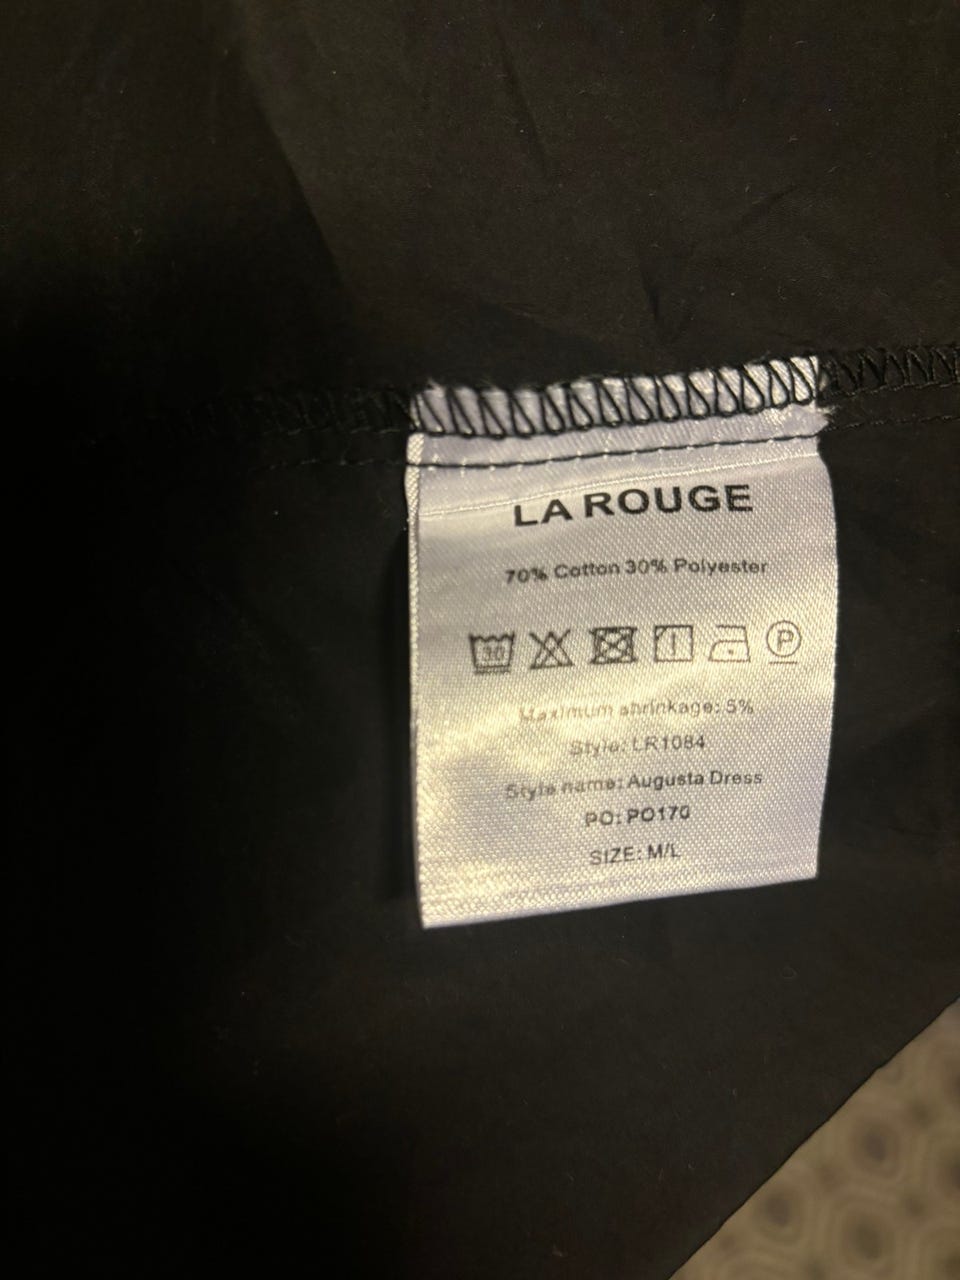 LA ROUGE
70% Cotton 30% Polyester
30 P
Maximum shrinkage: 5%
Style: LR1084
Style name: Augusta Dress
PO: PO170
SIZE: M/L